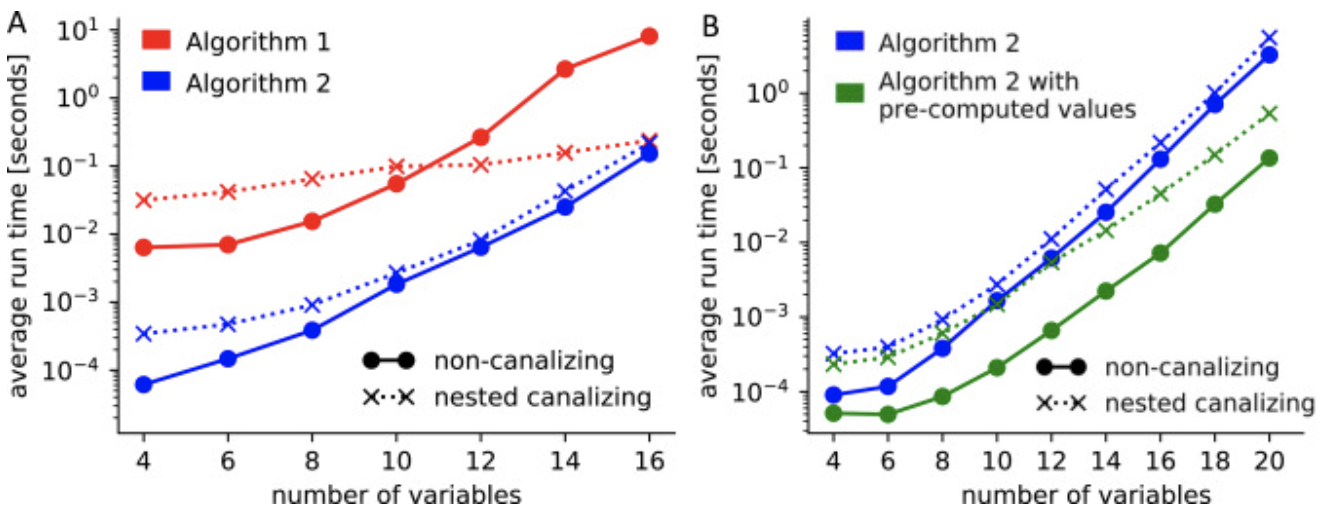 A
average run time [seconds]
10^1
10^0
10^−1
10^−2
10^−3
10^−4
Algorithm 1
Algorithm 2
non-canalizing
nested canalizing
4 6 8 10 12 14 16
number of variables
B
average run time [seconds]
10^0
10^−1
10^−2
10^−3
10^−4
Algorithm 2
Algorithm 2 with
pre-computed values
non-canalizing
nested canalizing
4 6 8 10 12 14 16 18 20
number of variables